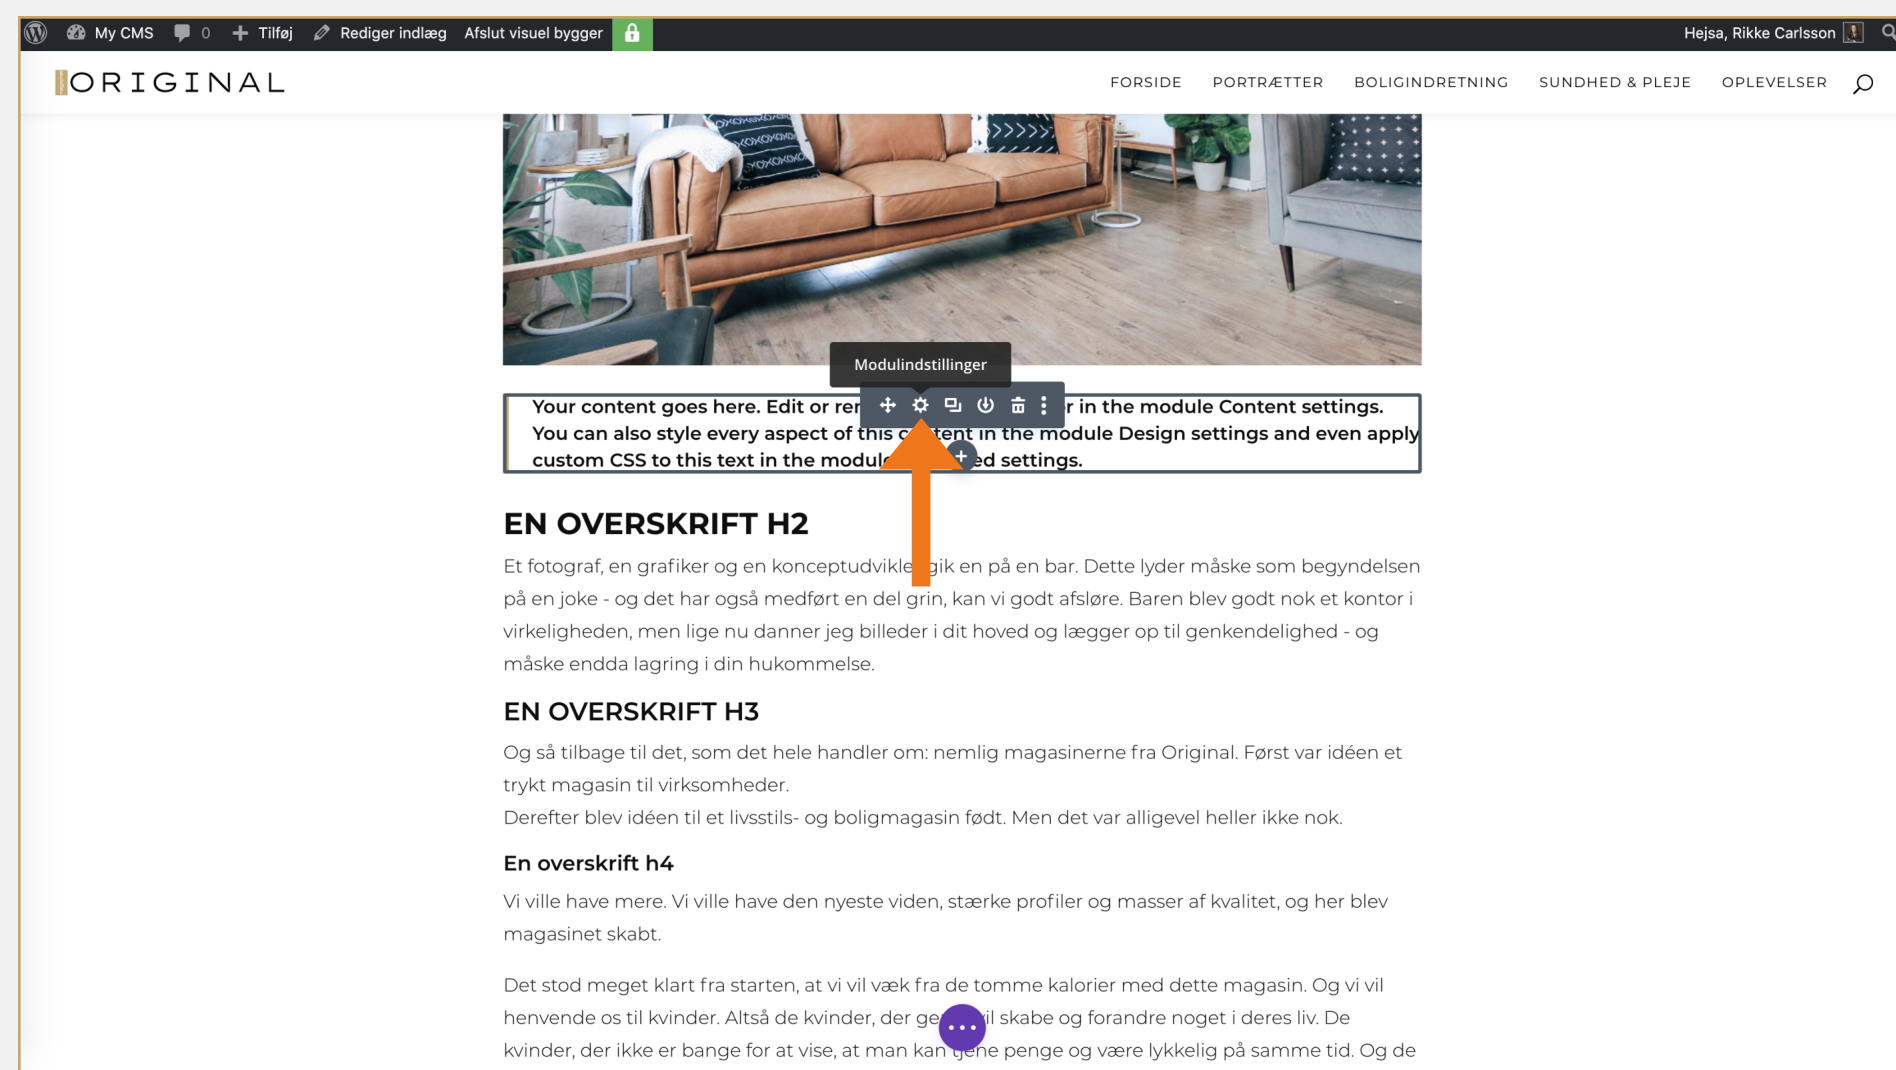 My CMS 0 Tilføj Rediger indlæg Afslut visuel bygger Hejsa, Rikke Carlsson
ORIGINAL FORSIDE PORTRÆTTER BOLIGINDRETNING SUNDHED & PLEJE OPLEVELSER
Modulindstillinger
Your content goes here. Edit or in the module Content settings.
You can also style every aspect of this content in the module Design settings and even apply
custom CSS to this text in the module settings.
EN OVERSKRIFT H2
Et fotograf, en grafiker og en konceptudvikler gik en på en bar. Dette lyder måske som begyndelsen
på en joke - og det har også medført en del grin, kan vi godt afsløre. Baren blev godt nok et kontor i
virkeligheden, men lige nu danner jeg billeder i dit hoved og lægger op til genkendelighed - og
måske endda lagring i din hukommelse.
EN OVERSKRIFT H3
Og så tilbage til det, som det hele handler om: nemlig magasinerne fra Original. Først var idéen et
trykt magasin til virksomheder.
Derefter blev idéen til et livsstils- og boligmagasin født. Men det var alligevel heller ikke nok.
En overskrift h4
Vi ville have mere. Vi ville have den nyeste viden, stærke profiler og masser af kvalitet, og her blev
magasinet skabt.
Det stod meget klart fra starten, at vi vil væk fra de tomme kalorier med dette magasin. Og vi vil
henvende os til kvinder. Altså de kvinder, der vil skabe og forandre noget i deres liv. De
kvinder, der ikke er bange for at vise, at man kan tjene penge og være lykkelig på samme tid. Og de